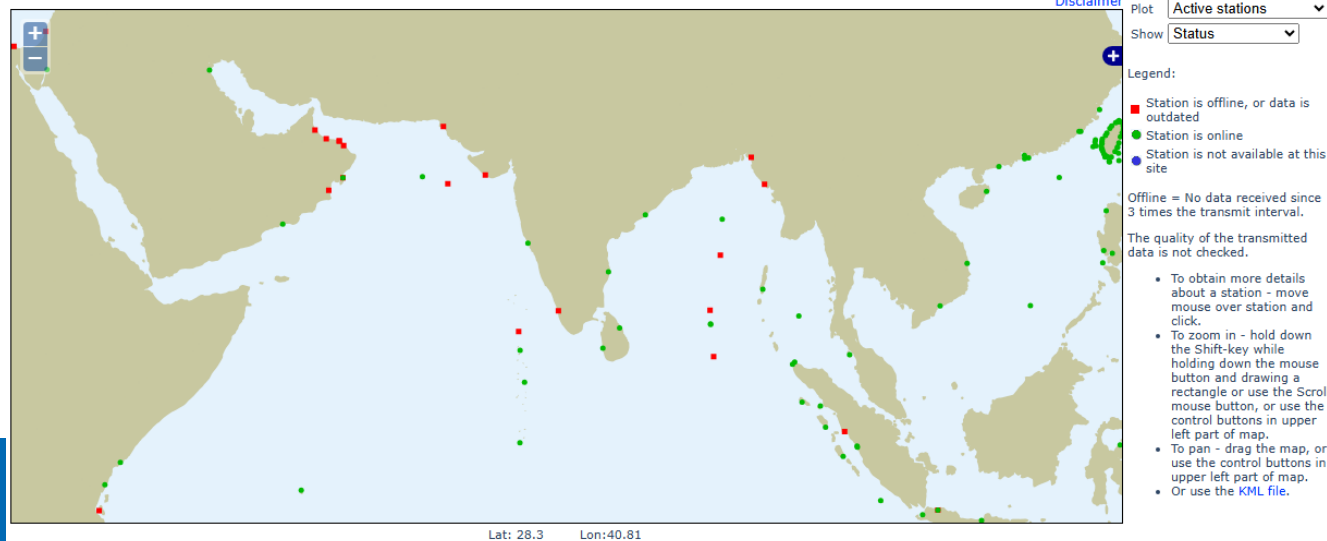 Disclaimer
Plot Active stations
Show Status
+
−
+
Legend:
Station is offline, or data is
outdated
Station is online
Station is not available at this
site
Offline = No data received since
3 times the transmit interval.
The quality of the transmitted
data is not checked.
• To obtain more details
about a station - move
mouse over station and
click.
• To zoom in - hold down
the Shift-key while
holding down the mouse
button and drawing a
rectangle or use the Scrol
mouse button, or use the
control buttons in upper
left part of map.
• To pan - drag the map, or
use the control buttons in
upper left part of map.
• Or use the KML file.
Lat: 28.3 Lon:40.81